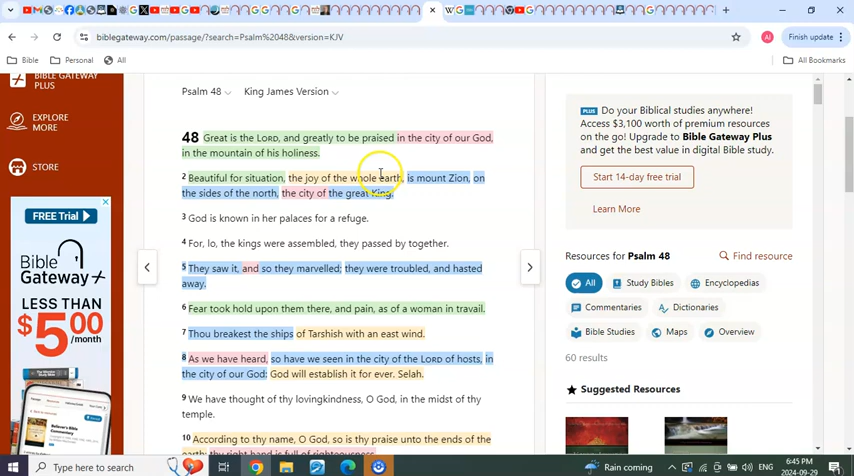 Finish update
biblegateway.com/passage/?search=Psalm%2048&version=KJV
AI
Bible
Personal
All
All Bookmarks
BIBLE GATEWAY
PLUS
EXPLORE
MORE
STORE
FREE Trial
Bible
Gateway+
LESS THAN
$5.00
/month
Psalm 48
King James Version
48 Great is the LORD, and greatly to be praised in the city of our God,
in the mountain of his holiness.
2 Beautiful for situation, the joy of the whole earth, is mount Zion, on
the sides of the north, the city of the great King.
3 God is known in her palaces for a refuge.
4 For, lo, the kings were assembled, they passed by together.
5 They saw it, and so they marvelled; they were troubled, and hasted
away.
6 Fear took hold upon them there, and pain, as of a woman in travail.
7 Thou breakest the ships of Tarshish with an east wind.
8 As we have heard, so have we seen in the city of the LORD of hosts, in
the city of our God: God will establish it for ever. Selah.
9 We have thought of thy lovingkindness, O God, in the midst of thy
temple.
10 According to thy name, O God, so is thy praise unto the ends of the
earth: thy right hand is full of righteousness.
PLUS Do your Biblical studies anywhere!
Access $3,100 worth of premium resources
on the go! Upgrade to Bible Gateway Plus
and get the best value in digital Bible study.
Start 14-day free trial
Learn More
Resources for Psalm 48
Find resource
All
Study Bibles
Encyclopedias
Commentaries
Dictionaries
Bible Studies
Maps
Overview
60 results
Suggested Resources
Type here to search
Rain coming
ENG
6:45 PM
2024-09-29